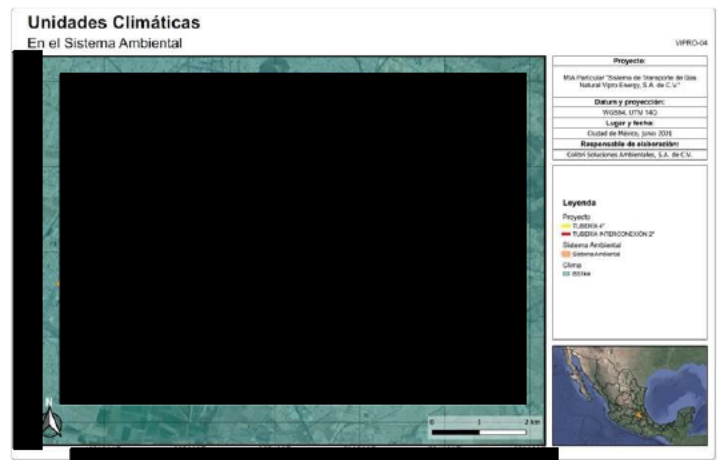 Unidades Climáticas
En el Sistema Ambiental
VIPRO-04
Proyecto:
MIA Particular "Sistema de Transporte de Gas
Natural Vipro Energy, S.A. de C.V."
Datum y proyección:
WGS84, UTM 14Q
Lugar y fecha:
Ciudad de México, junio 2021
Responsable de elaboración:
Colibri Soluciones Ambientales, S.A. de C.V.
Leyenda
Proyecto
TUBERÍA 4"
TUBERÍA INTERCONEXIÓN 2"
Sistema Ambiental
Sistema Ambiental
Clima
N
0 1 2 km